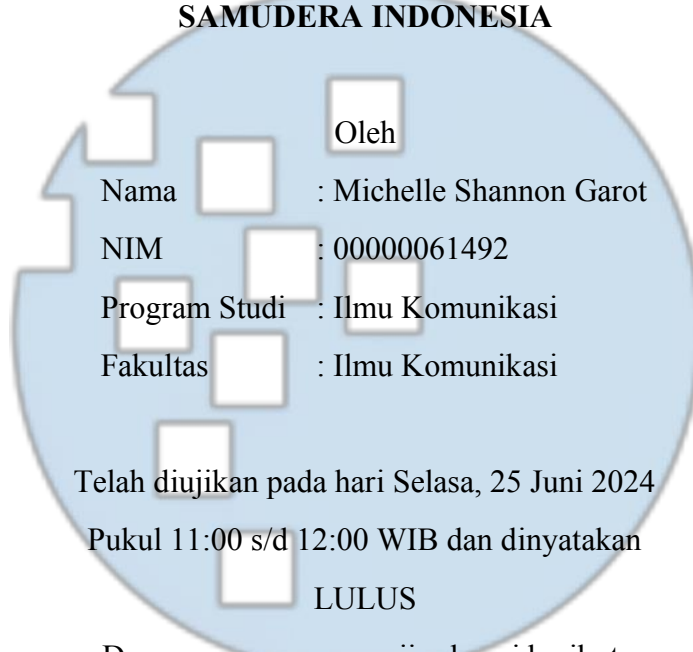 SAMUDERA INDONESIA
Oleh
Nama : Michelle Shannon Garot
NIM : 00000061492
Program Studi : Ilmu Komunikasi
Fakultas : Ilmu Komunikasi
Telah diujikan pada hari Selasa, 25 Juni 2024
Pukul 11:00 s/d 12:00 WIB dan dinyatakan
LULUS